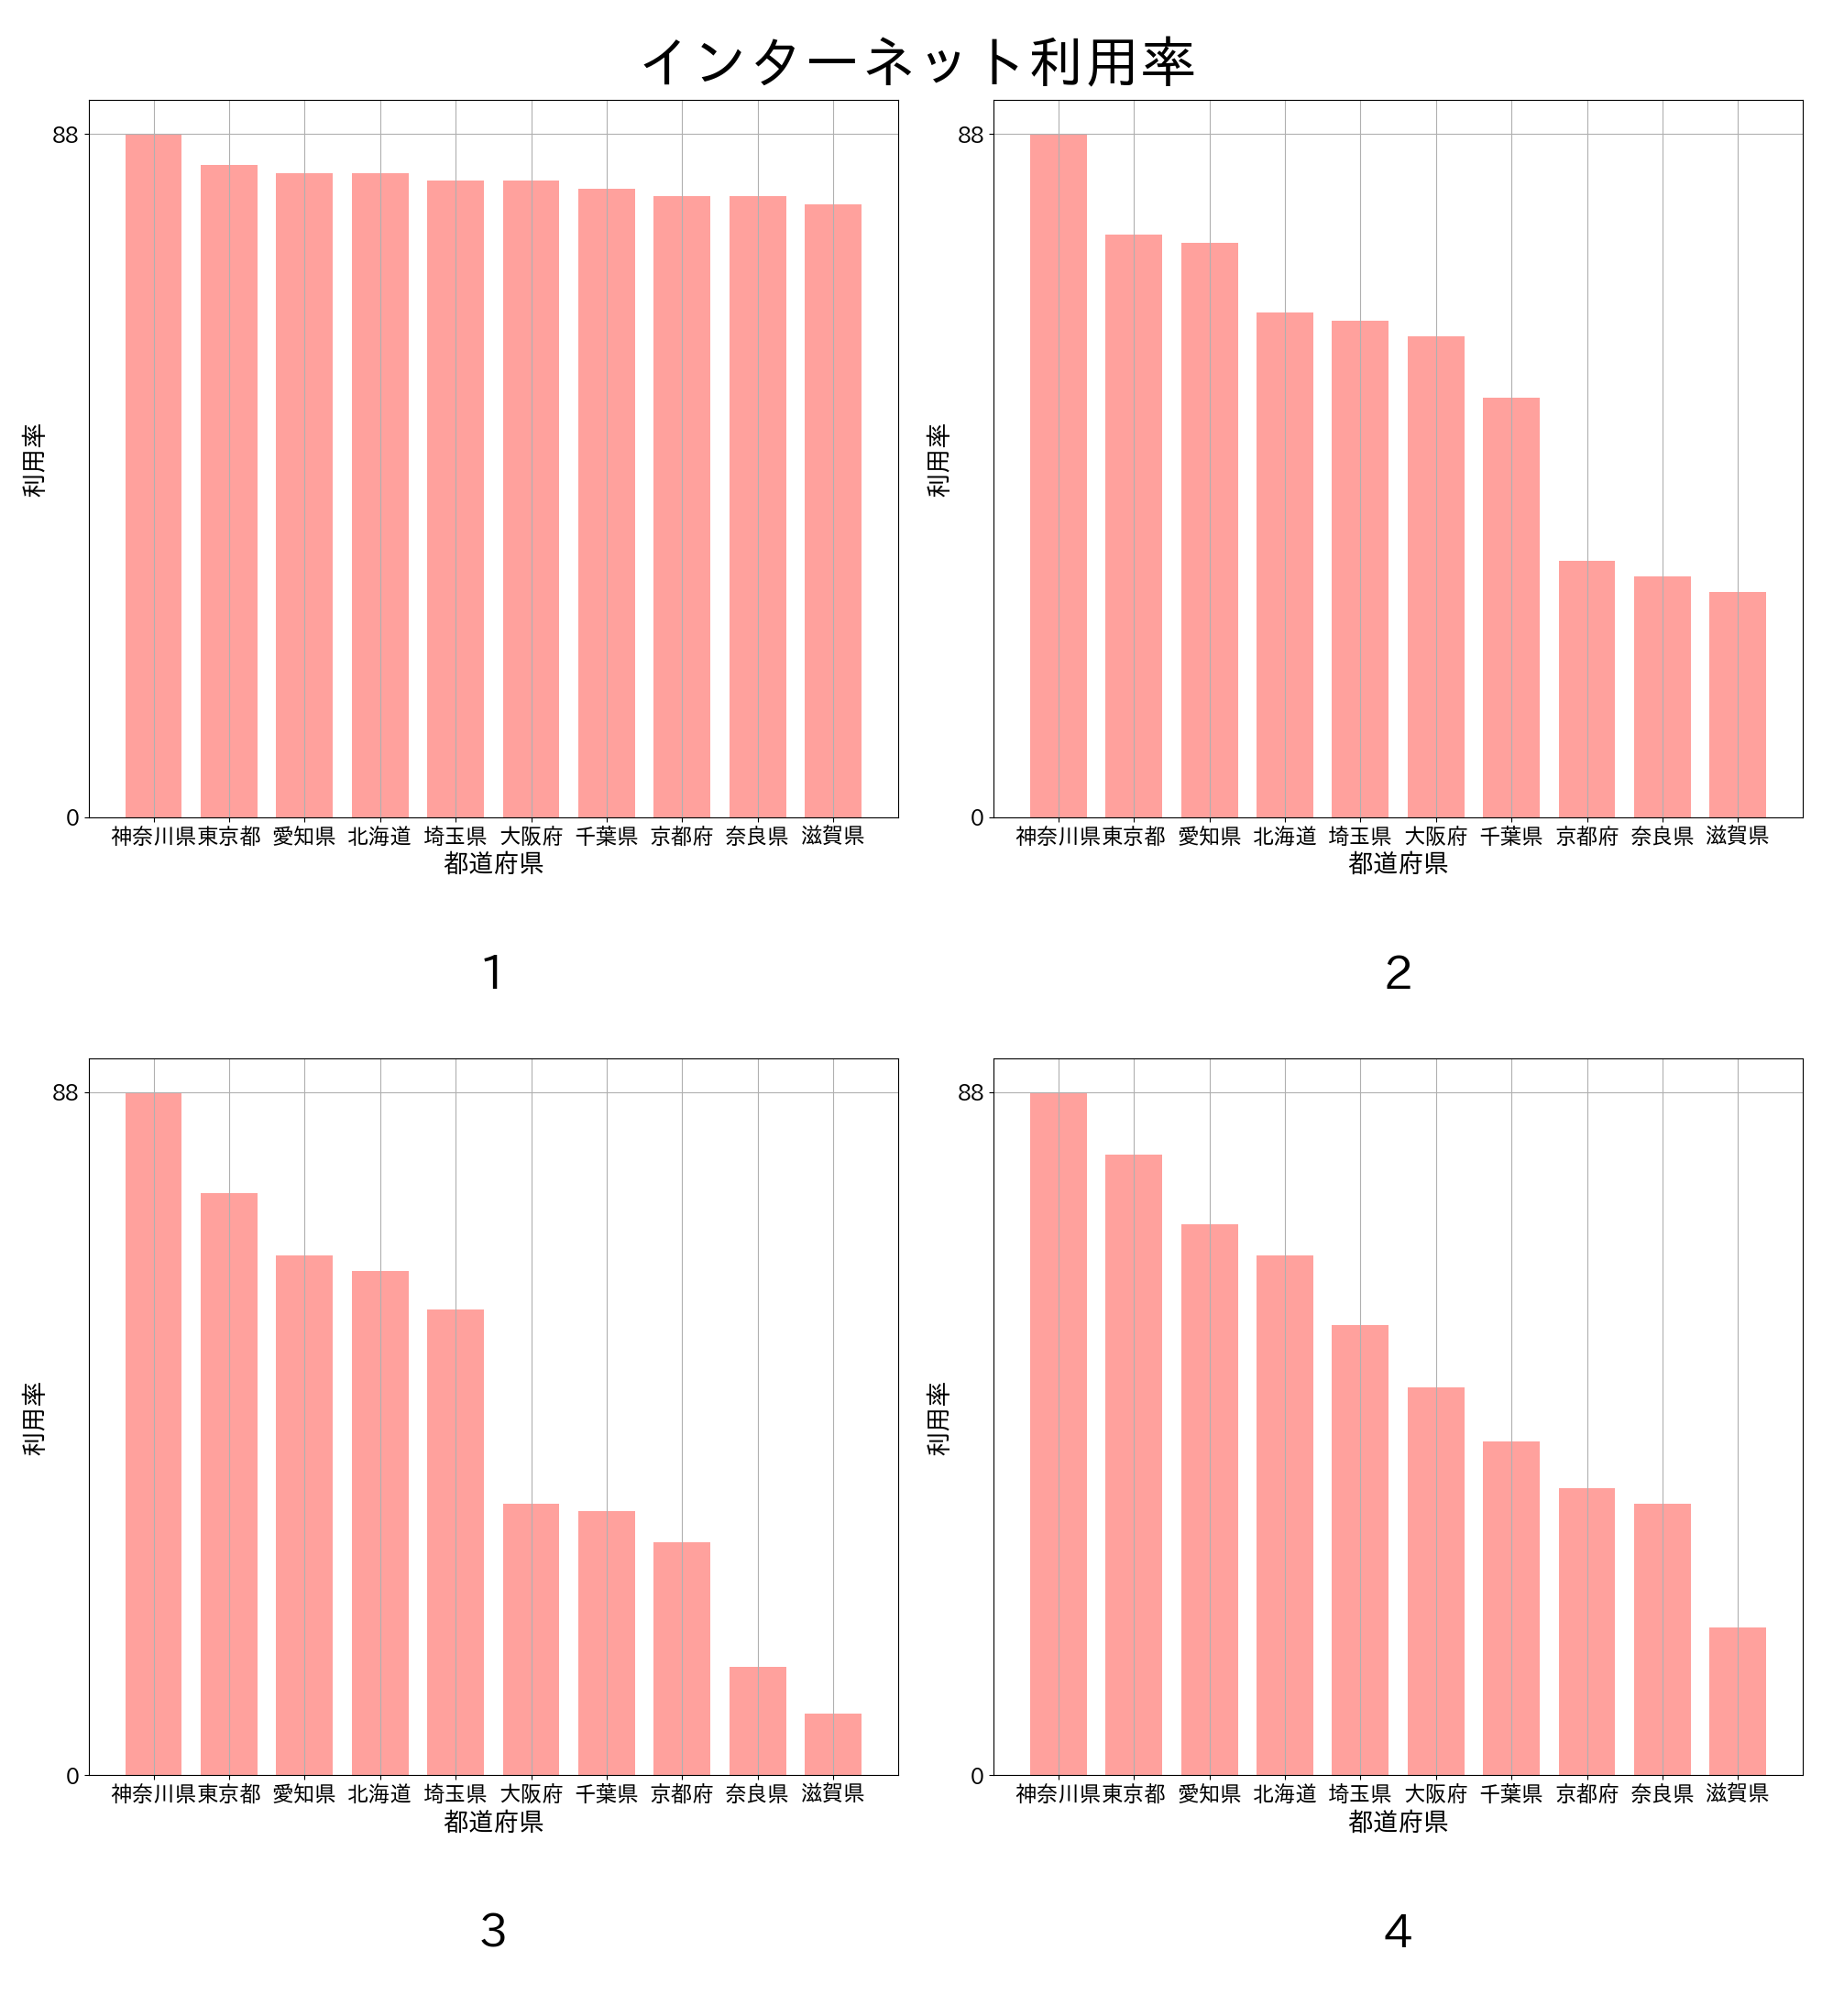 インターネット利用率
88
0
利用率
神奈川県 東京都 愛知県 北海道 埼玉県 大阪府 千葉県 京都府 奈良県 滋賀県
都道府県
1
88
0
利用率
神奈川県 東京都 愛知県 北海道 埼玉県 大阪府 千葉県 京都府 奈良県 滋賀県
都道府県
2
88
0
利用率
神奈川県 東京都 愛知県 北海道 埼玉県 大阪府 千葉県 京都府 奈良県 滋賀県
都道府県
3
88
0
利用率
神奈川県 東京都 愛知県 北海道 埼玉県 大阪府 千葉県 京都府 奈良県 滋賀県
都道府県
4